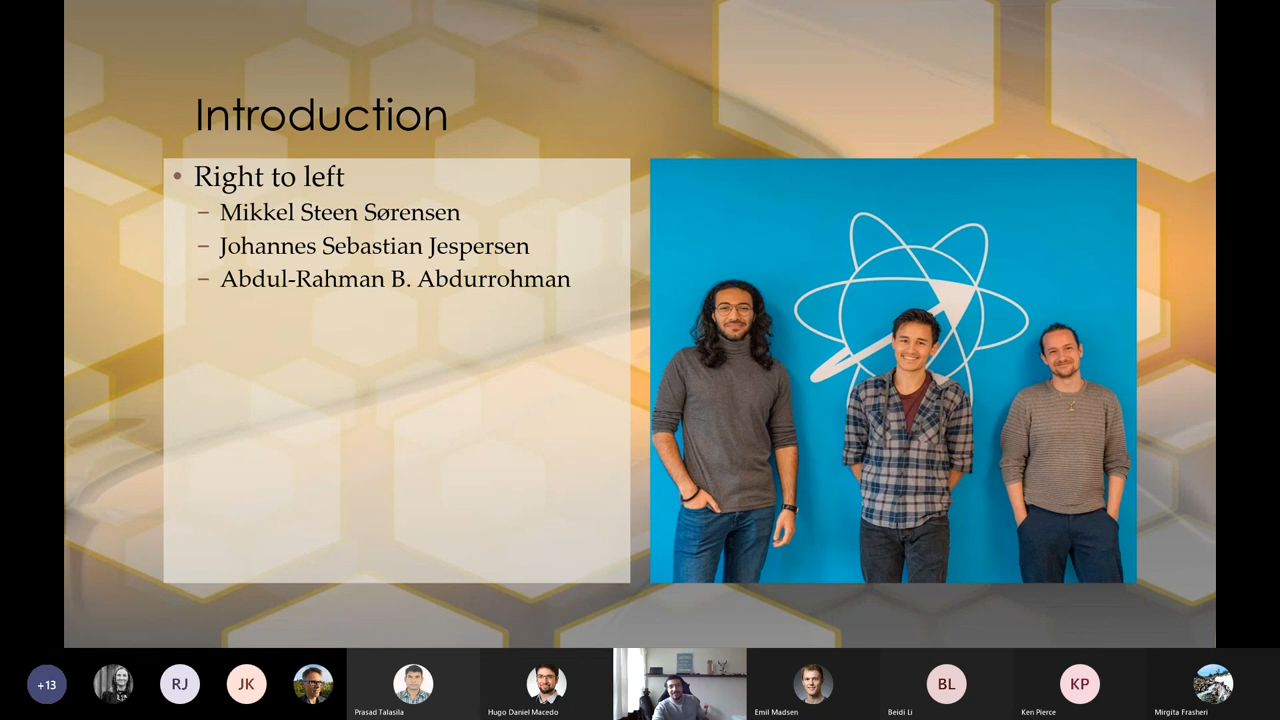 Introduction
• Right to left
– Mikkel Steen Sørensen
– Johannes Sebastian Jespersen
– Abdul-Rahman B. Abdurrohman
+13
RJ
JK
Prasad Talasila
Hugo Daniel Macedo
Emil Madsen
BL
Beidi Li
KP
Ken Pierce
Mirgita Frasheri